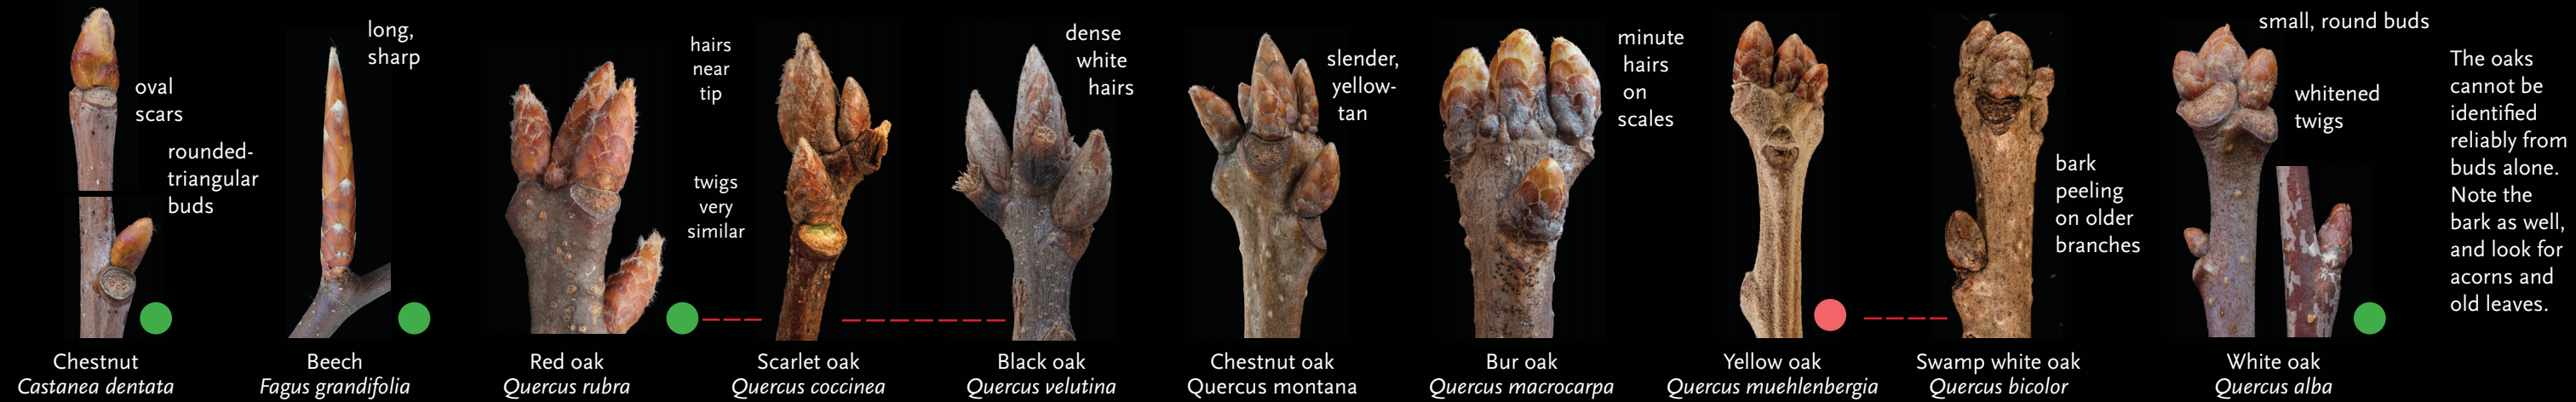 oval
scars
rounded-
triangular
buds
Chestnut
Castanea dentata
long,
sharp
Beech
Fagus grandifolia
Red oak
Quercus rubra
hairs
near
tip
twigs
very
similar
Scarlet oak
Quercus coccinea
dense
white
hairs
Black oak
Quercus velutina
slender,
yellow-
tan
Chestnut oak
Quercus montana
minute
hairs
on
scales
Bur oak
Quercus macrocarpa
Yellow oak
Quercus muehlenbergia
bark
peeling
on older
branches
Swamp white oak
Quercus bicolor
small, round buds
whitened
twigs
White oak
Quercus alba
The oaks
cannot be
identified
reliably from
buds alone.
Note the
bark as well,
and look for
acorns and
old leaves.